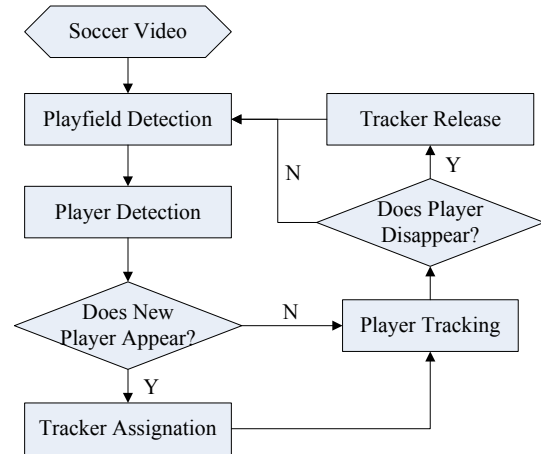 Soccer Video
Playfield Detection
Tracker Release
N
Y
Player Detection
Does Player
Disappear?
Does New
Player Appear?
N
Player Tracking
Y
Tracker Assignation